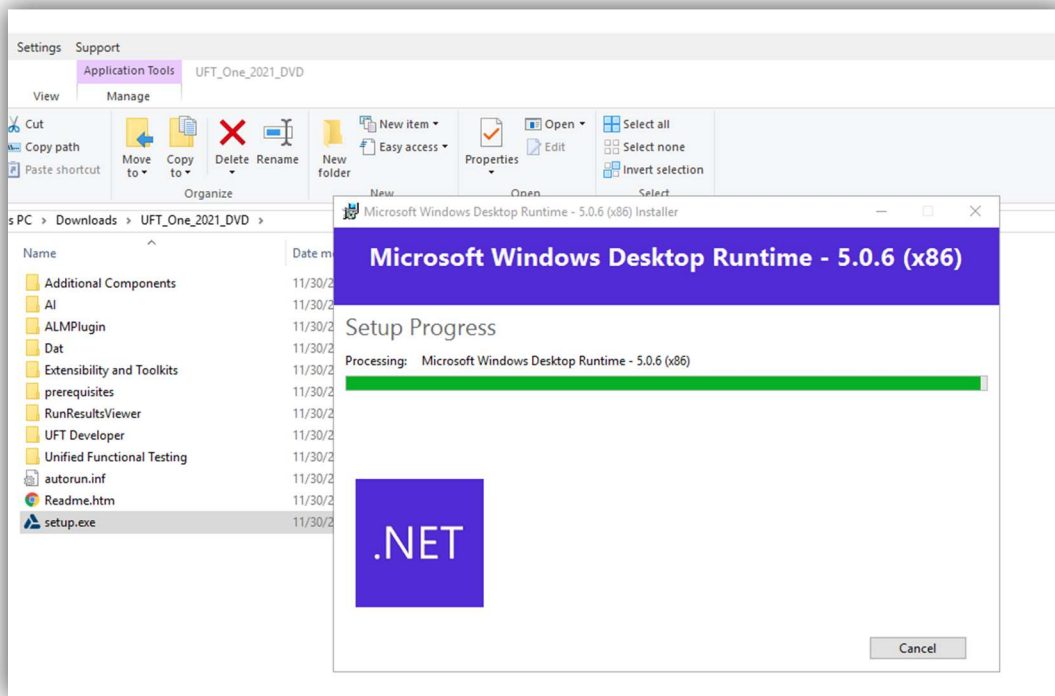 Settings Support
Application Tools UFT_One_2021_DVD
View Manage
Cut
Copy path
Paste shortcut
Move to
Copy to
Delete
Rename
Organize
New folder
New item
Easy access
New
Properties
Open
Edit
Open
Select all
Select none
Invert selection
Select
s PC > Downloads > UFT_One_2021_DVD >
Name Date m
Additional Components 11/30/2
AI 11/30/2
ALMPlugin 11/30/2
Dat 11/30/2
Extensibility and Toolkits 11/30/2
prerequisites 11/30/2
RunResultsViewer 11/30/2
UFT Developer 11/30/2
Unified Functional Testing 11/30/2
autorun.inf 11/30/2
Readme.htm 11/30/2
setup.exe 11/30/2
Microsoft Windows Desktop Runtime - 5.0.6 (x86) Installer
Microsoft Windows Desktop Runtime - 5.0.6 (x86)
Setup Progress
Processing: Microsoft Windows Desktop Runtime - 5.0.6 (x86)
.NET
Cancel